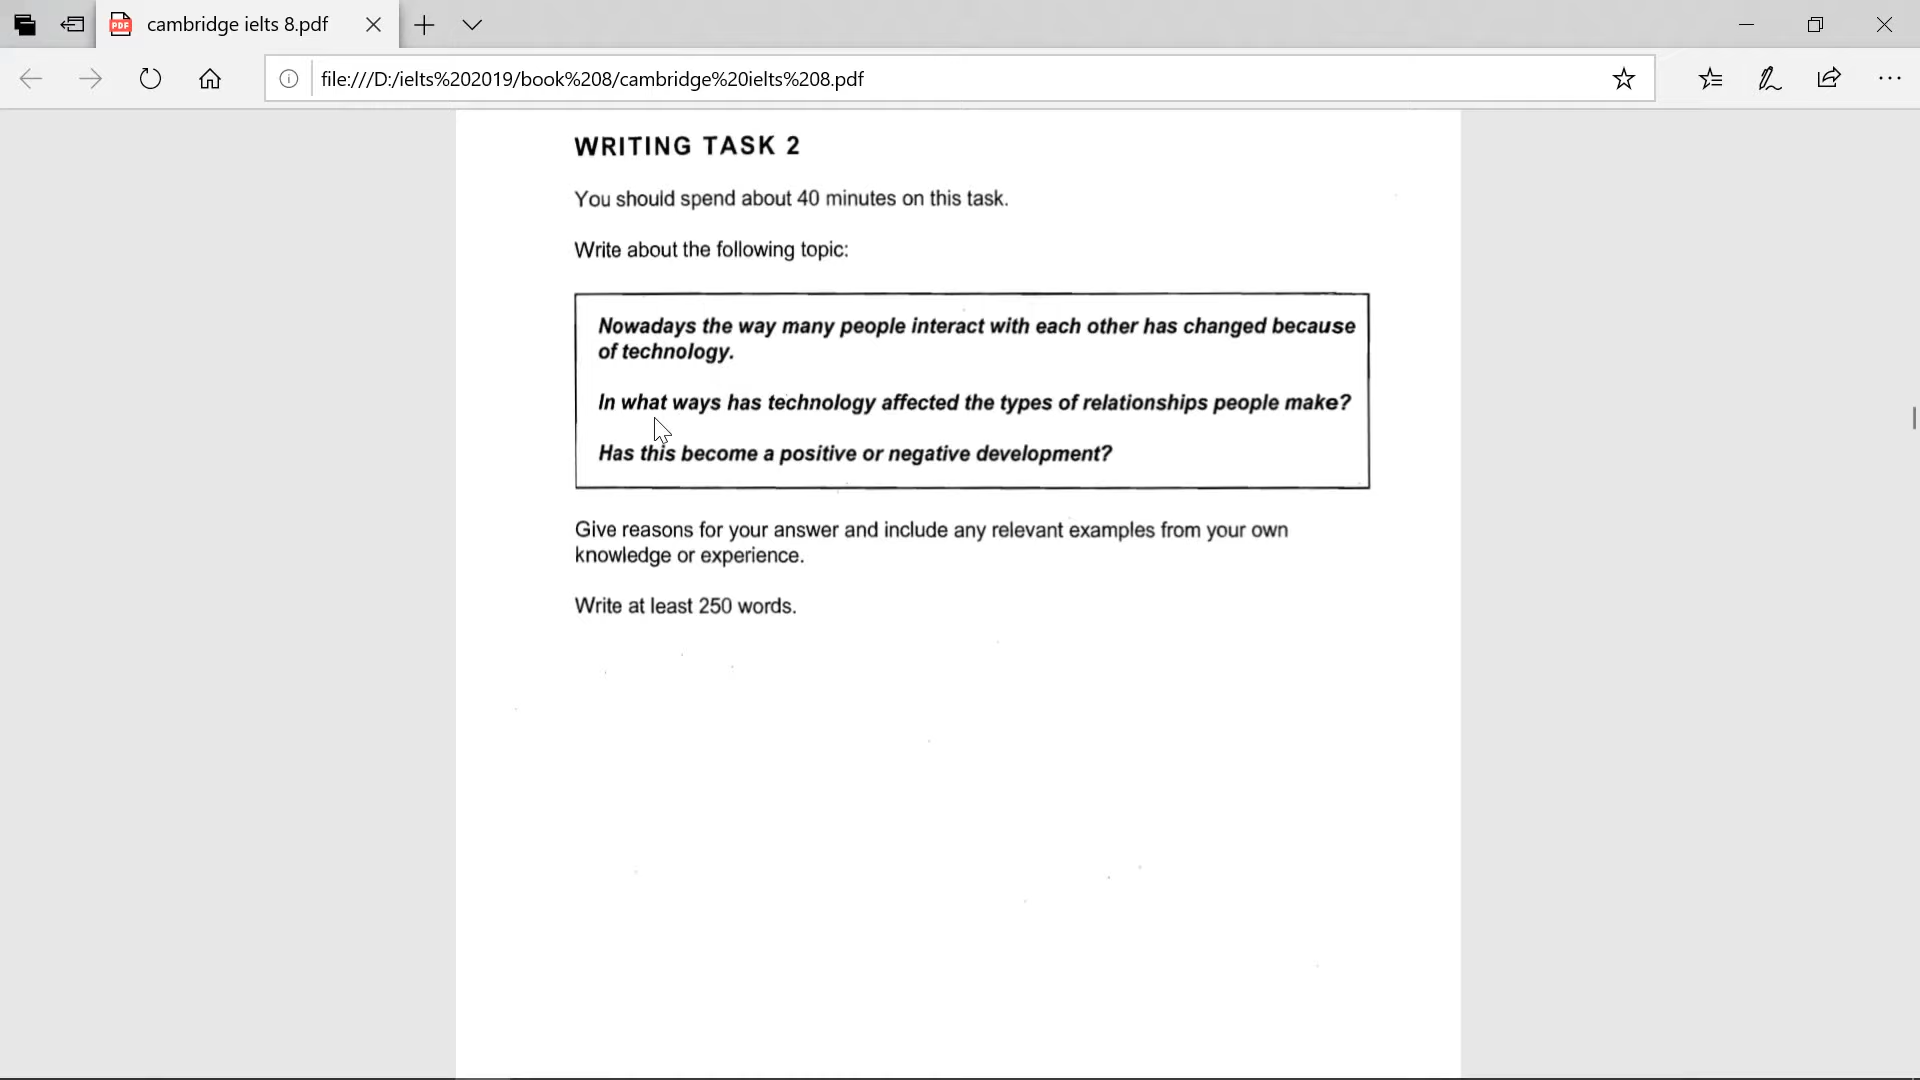 cambridge ielts 8.pdf
file:///D:/ielts%202019/book%208/cambridge%20ielts%208.pdf
WRITING TASK 2
You should spend about 40 minutes on this task.
Write about the following topic:
Nowadays the way many people interact with each other has changed because
of technology.
In what ways has technology affected the types of relationships people make?
Has this become a positive or negative development?
Give reasons for your answer and include any relevant examples from your own
knowledge or experience.
Write at least 250 words.